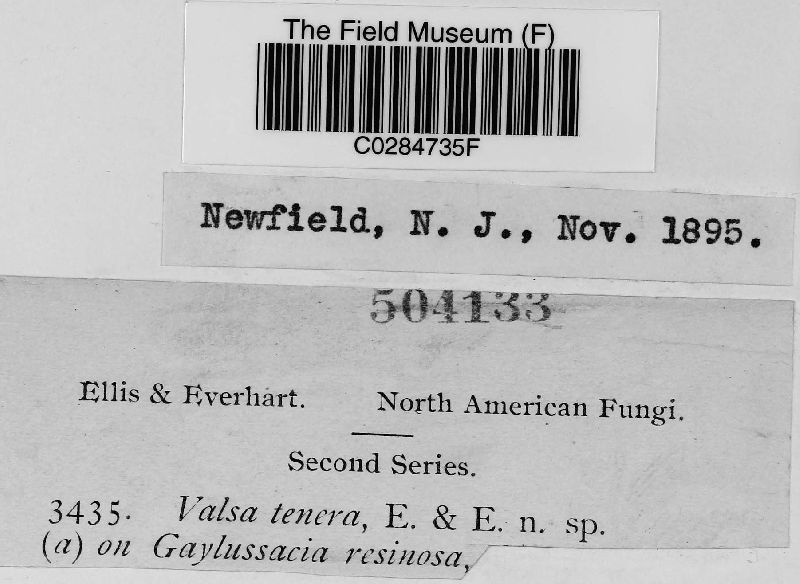 The Field Museum (F)
C0284735F
Newfield, N. J., Nov. 1895.
504133
Ellis & Everhart. North American Fungi.
Second Series.
3435. Valsa tenera, E. & E. n. sp.
(a) on Gaylussacia resinosa,